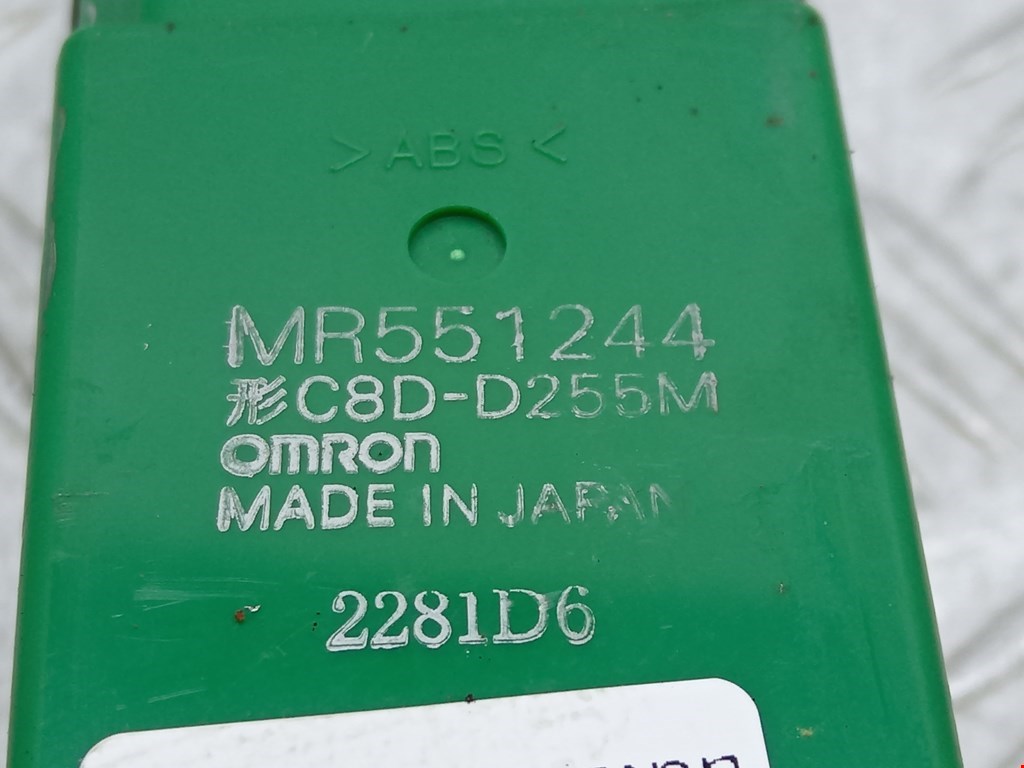 >ABS<
MR551244
形C8D-D255M
omron
MADE IN JAPAN
2281D6